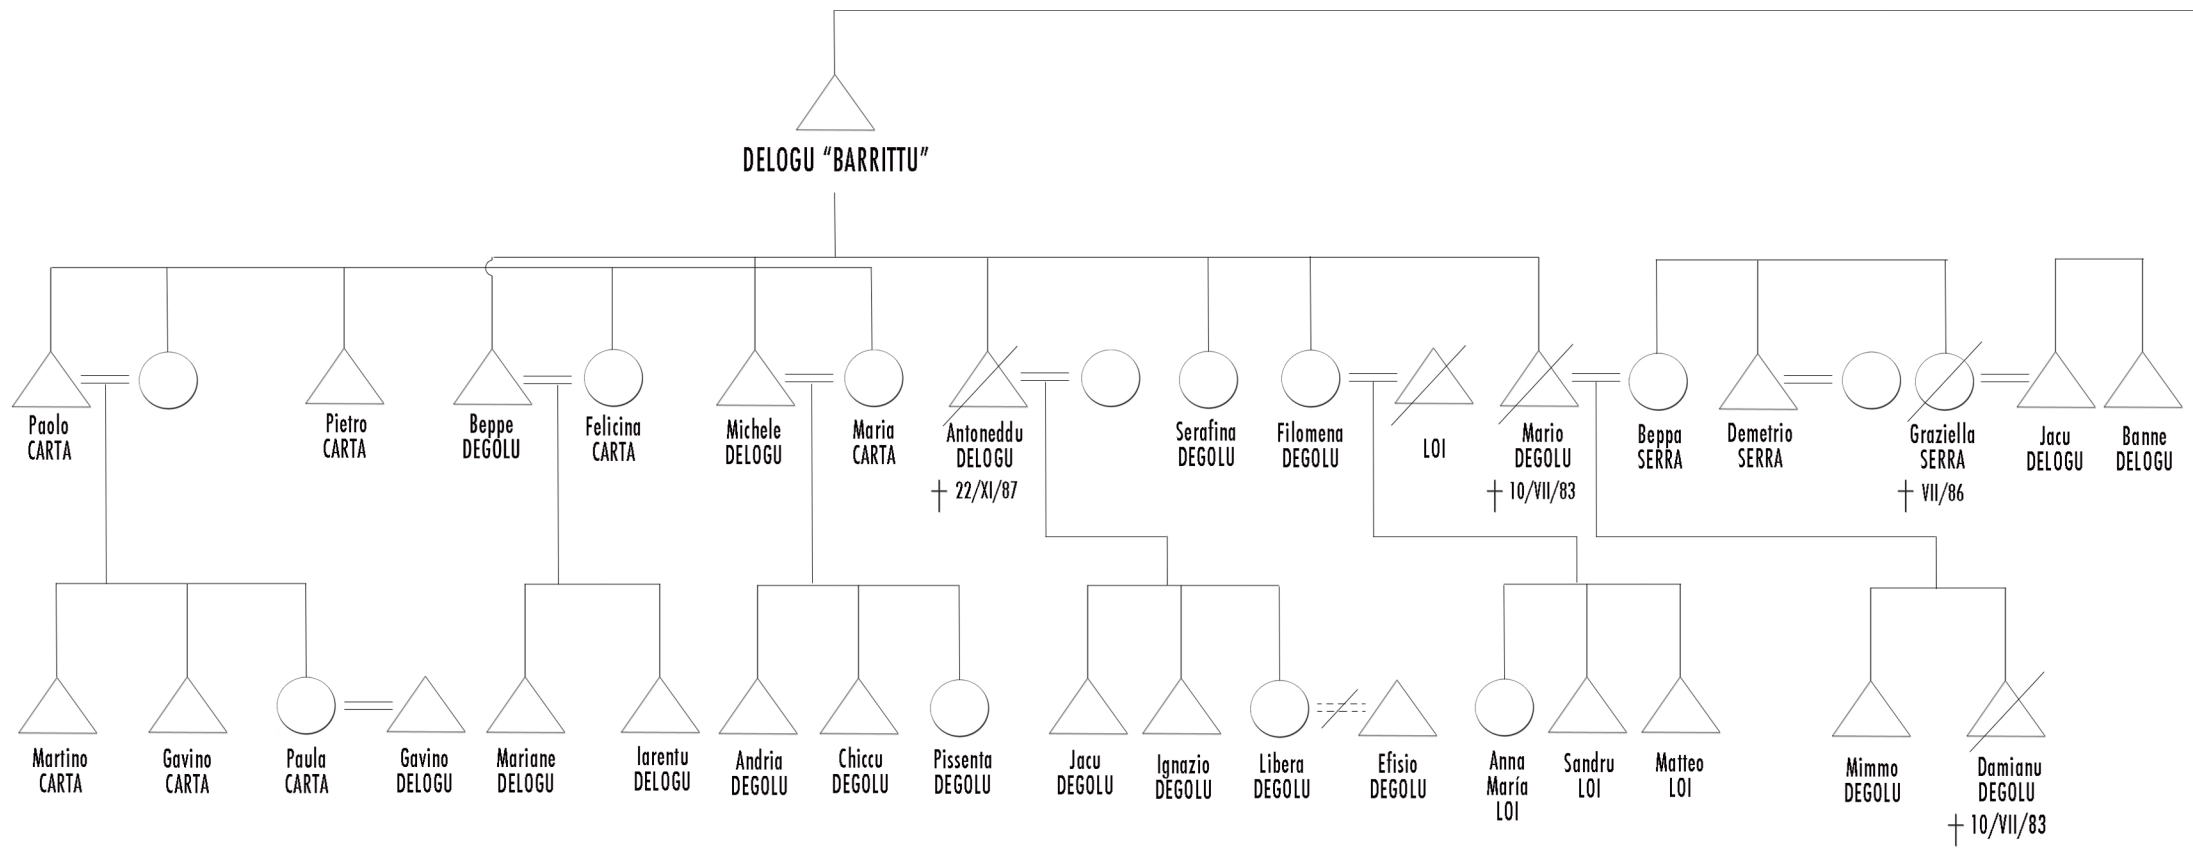 DELOGU “BARRITTU”
Paolo
CARTA
Pietro
CARTA
Beppe
DEGOLU
Felicina
CARTA
Michele
DELOGU
Maria
CARTA
Antoneddu
DELOGU
† 22/XI/87
Serafina
DEGOLU
Filomena
DEGOLU
LOI
Mario
DEGOLU
† 10/VII/83
Beppa
SERRA
Demetrio
SERRA
Graziella
SERRA
† VII/86
Jacu
DELOGU
Banne
DELOGU
Martino
CARTA
Gavino
CARTA
Paula
CARTA
Gavino
DELOGU
Mariane
DELOGU
Iarentu
DELOGU
Andria
DEGOLU
Chiccu
DEGOLU
Pissenta
DEGOLU
Jacu
DEGOLU
Ignazio
DEGOLU
Libera
DEGOLU
Efisio
DEGOLU
Anna
María
LOI
Sandru
LOI
Matteo
LOI
Mimmo
DEGOLU
Damianu
DEGOLU
† 10/VII/83